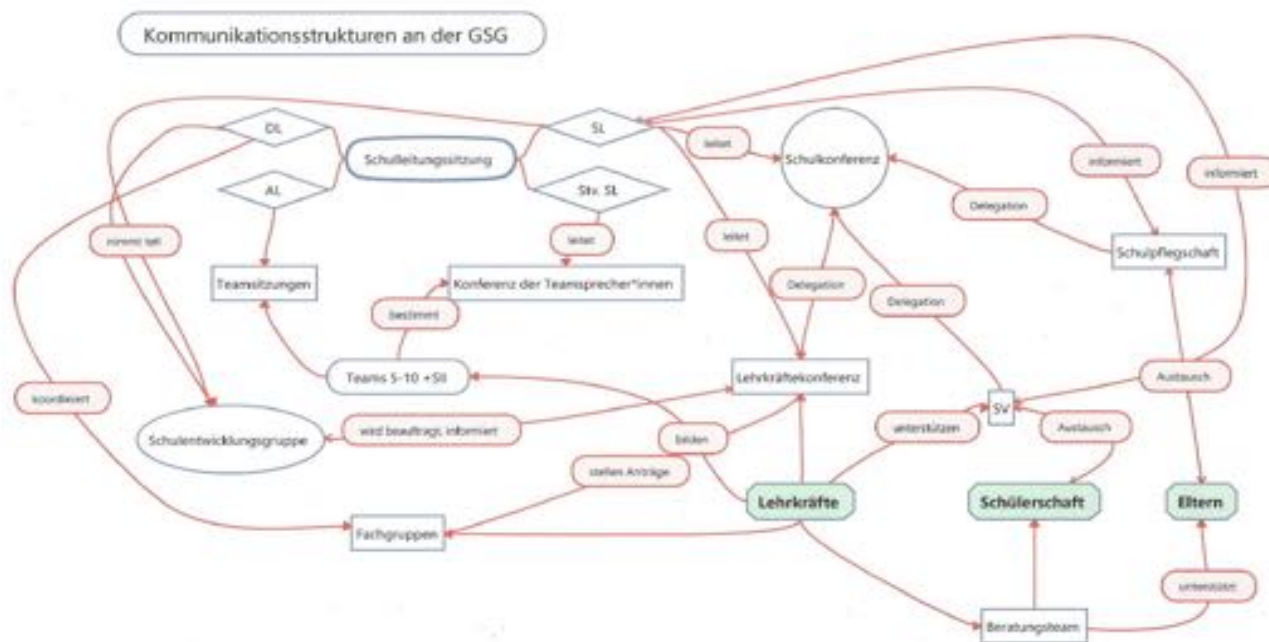 Kommunikationsstrukturen an der GSG
DL
SL
Schulleitungssitzung
Schulkonferenz
leitet
informiert
informiert
AL
Stv. SL
Delegation
nimmt teil
leitet
leitet
Schulpflegschaft
Teamsitzungen
Konferenz der Teamsprecher*innen
Delegation
Delegation
bestimmt
Teams 5-10 +SII
Lehrkräftekonferenz
Austausch
koordiniert
SV
Schulentwicklungsgruppe
wird beauftragt, informiert
bilden
unterstützen
Austausch
stellen Anträge
Lehrkräfte
Schülerschaft
Eltern
Fachgruppen
unterstützt
Beratungsteam